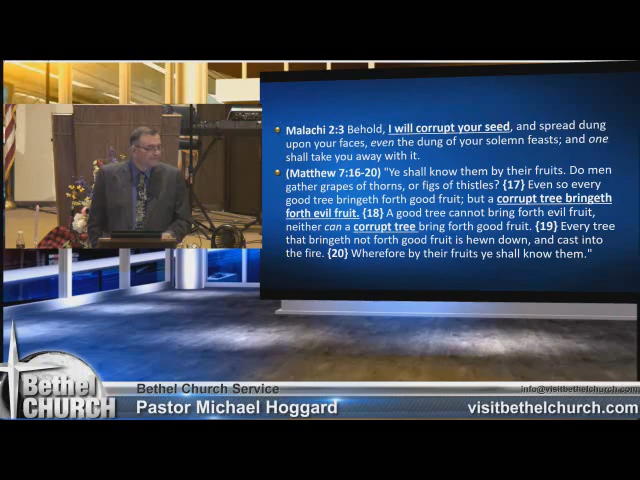 Malachi 2:3 Behold, I will corrupt your seed, and spread dung
upon your faces, even the dung of your solemn feasts; and one
shall take you away with it.
(Matthew 7:16-20) "Ye shall know them by their fruits. Do men
gather grapes of thorns, or figs of thistles? {17} Even so every
good tree bringeth forth good fruit; but a corrupt tree bringeth
forth evil fruit. {18} A good tree cannot bring forth evil fruit,
neither can a corrupt tree bring forth good fruit. {19} Every tree
that bringeth not forth good fruit is hewn down, and cast into
the fire. {20} Wherefore by their fruits ye shall know them."
Bethel
CHURCH
Bethel Church Service
info@visitbethelchurch.com
Pastor Michael Hoggard
visitbethelchurch.com